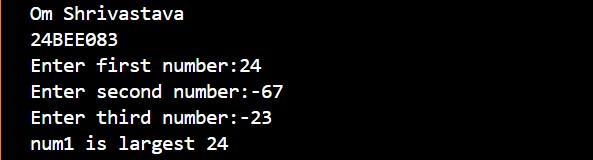 Om Shrivastava
24BEE083
Enter first number:24
Enter second number:-67
Enter third number:-23
num1 is largest 24